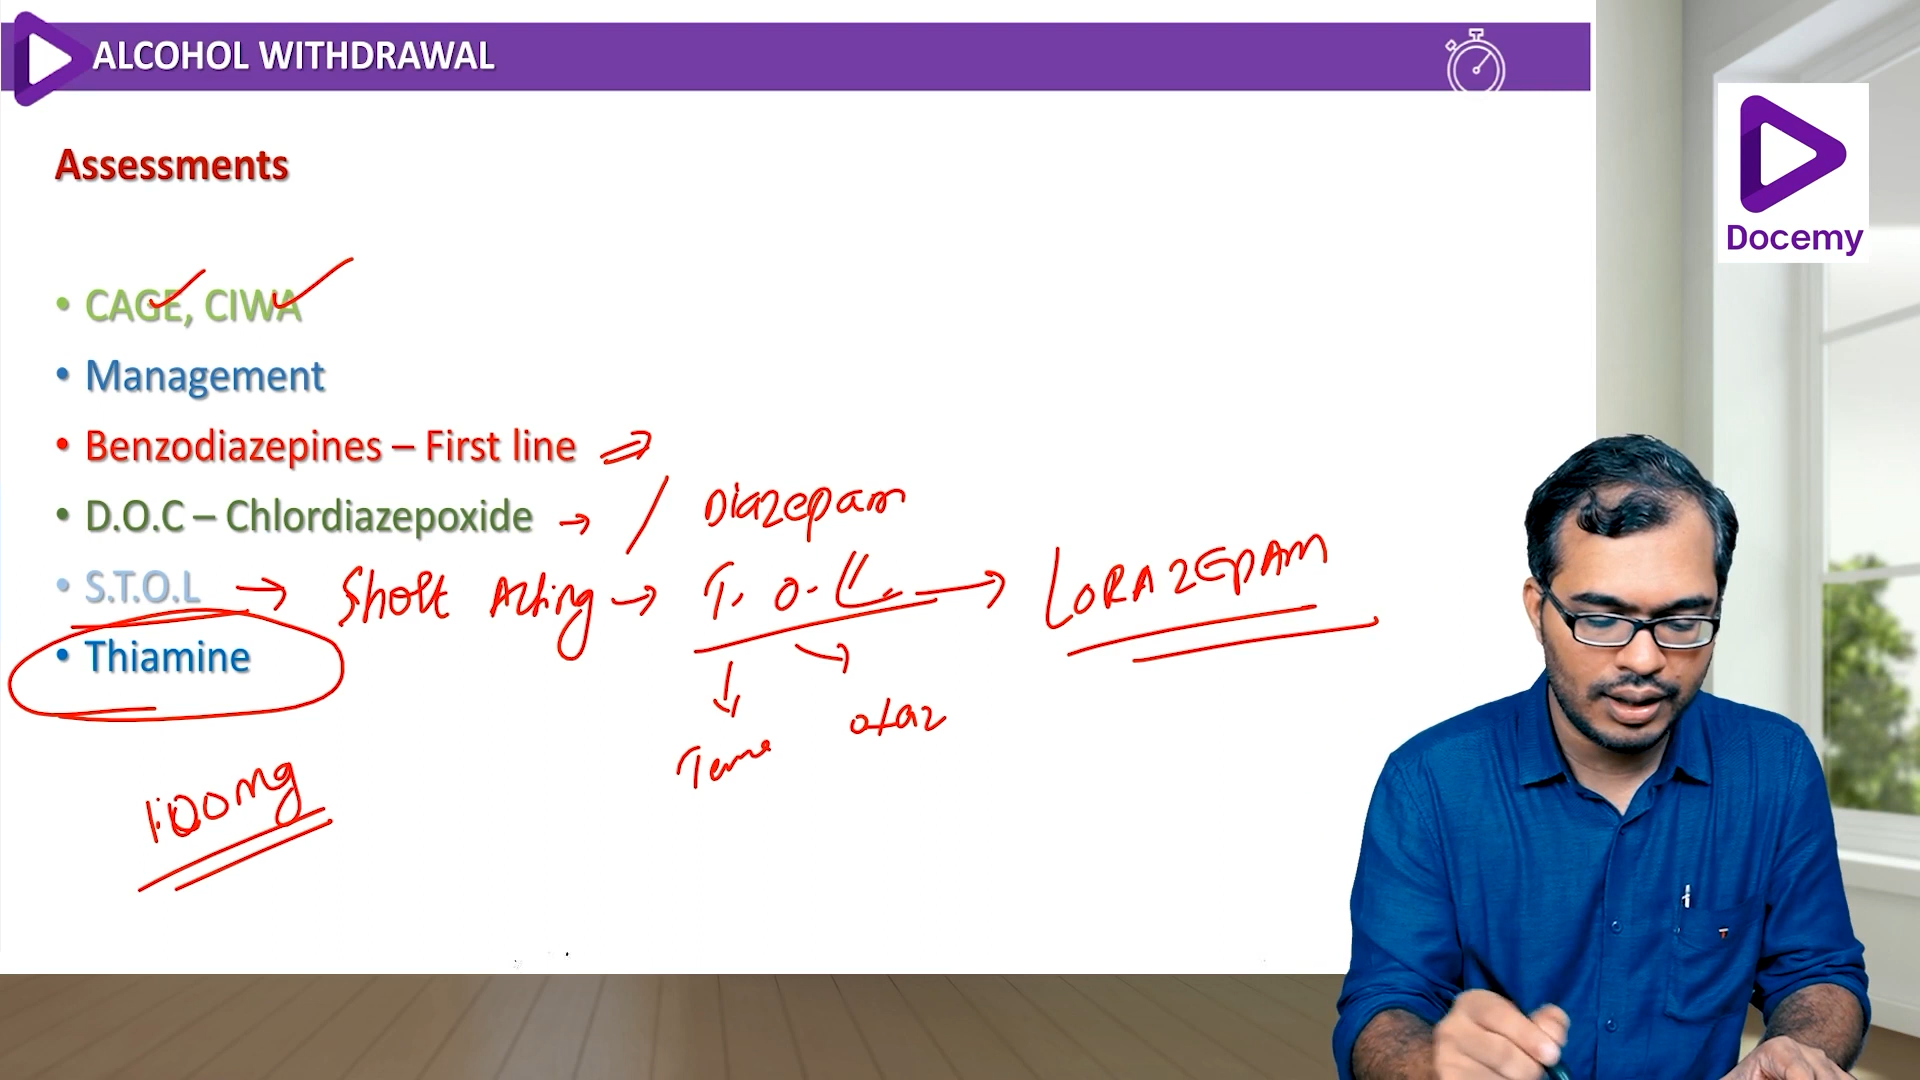 ALCOHOL WITHDRAWAL
Docemy
Assessments
• CAGE, CIWA
• Management
• Benzodiazepines – First line
• D.O.C – Chlordiazepoxide → / Diazepam
• S.T.O.L → Short Acting → T. O. L. → LORAZEPAM
• Thiamine
Tema oxaz
100mg